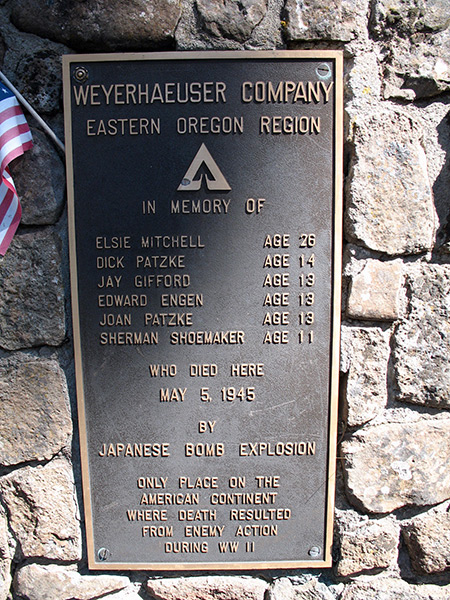 WEYERHAEUSER COMPANY
EASTERN OREGON REGION
IN MEMORY OF
ELSIE MITCHELL AGE 26
DICK PATZKE AGE 14
JAY GIFFORD AGE 13
EDWARD ENGEN AGE 13
JOAN PATZKE AGE 13
SHERMAN SHOEMAKER AGE 11
WHO DIED HERE
MAY 5, 1945
BY
JAPANESE BOMB EXPLOSION
ONLY PLACE ON THE
AMERICAN CONTINENT
WHERE DEATH RESULTED
FROM ENEMY ACTION
DURING WW II